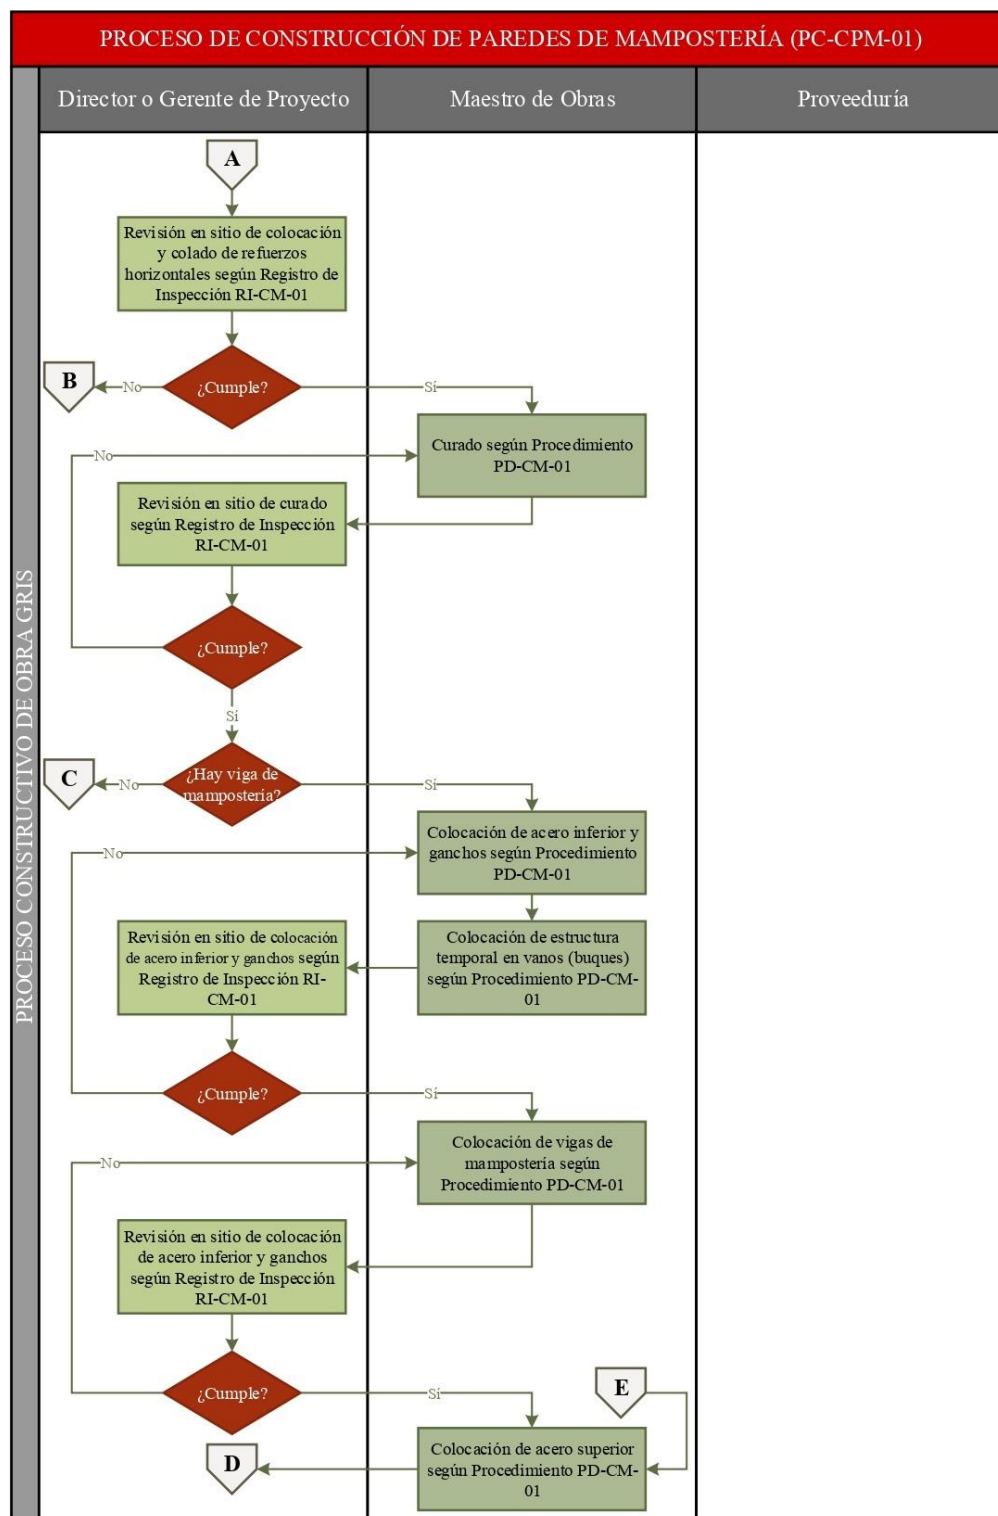 PROCESO DE CONSTRUCCIÓN DE PAREDES DE MAMPOSTERÍA (PC-CPM-01)
PROCESO CONSTRUCTIVO DE OBRA GRIS
Director o Gerente de Proyecto
Maestro de Obras
Proveeduría
A
Revisión en sitio de colocación
y colado de refuerzos
horizontales según Registro de
Inspección RI-CM-01
¿Cumple?
No
B
Sí
Curado según Procedimiento
PD-CM-01
No
Revisión en sitio de curado
según Registro de Inspección
RI-CM-01
¿Cumple?
Sí
¿Hay viga de
mampostería?
No
C
Sí
Colocación de acero inferior y
ganchos según Procedimiento
PD-CM-01
No
Colocación de estructura
temporal en vanos (buques)
según Procedimiento PD-CM-
01
Revisión en sitio de colocación
de acero inferior y ganchos según
Registro de Inspección RI-
CM-01
¿Cumple?
Sí
Colocación de vigas de
mampostería según
Procedimiento PD-CM-01
No
Revisión en sitio de colocación
de acero inferior y ganchos
según Registro de Inspección
RI-CM-01
¿Cumple?
Sí
E
Colocación de acero superior
según Procedimiento PD-CM-
01
D